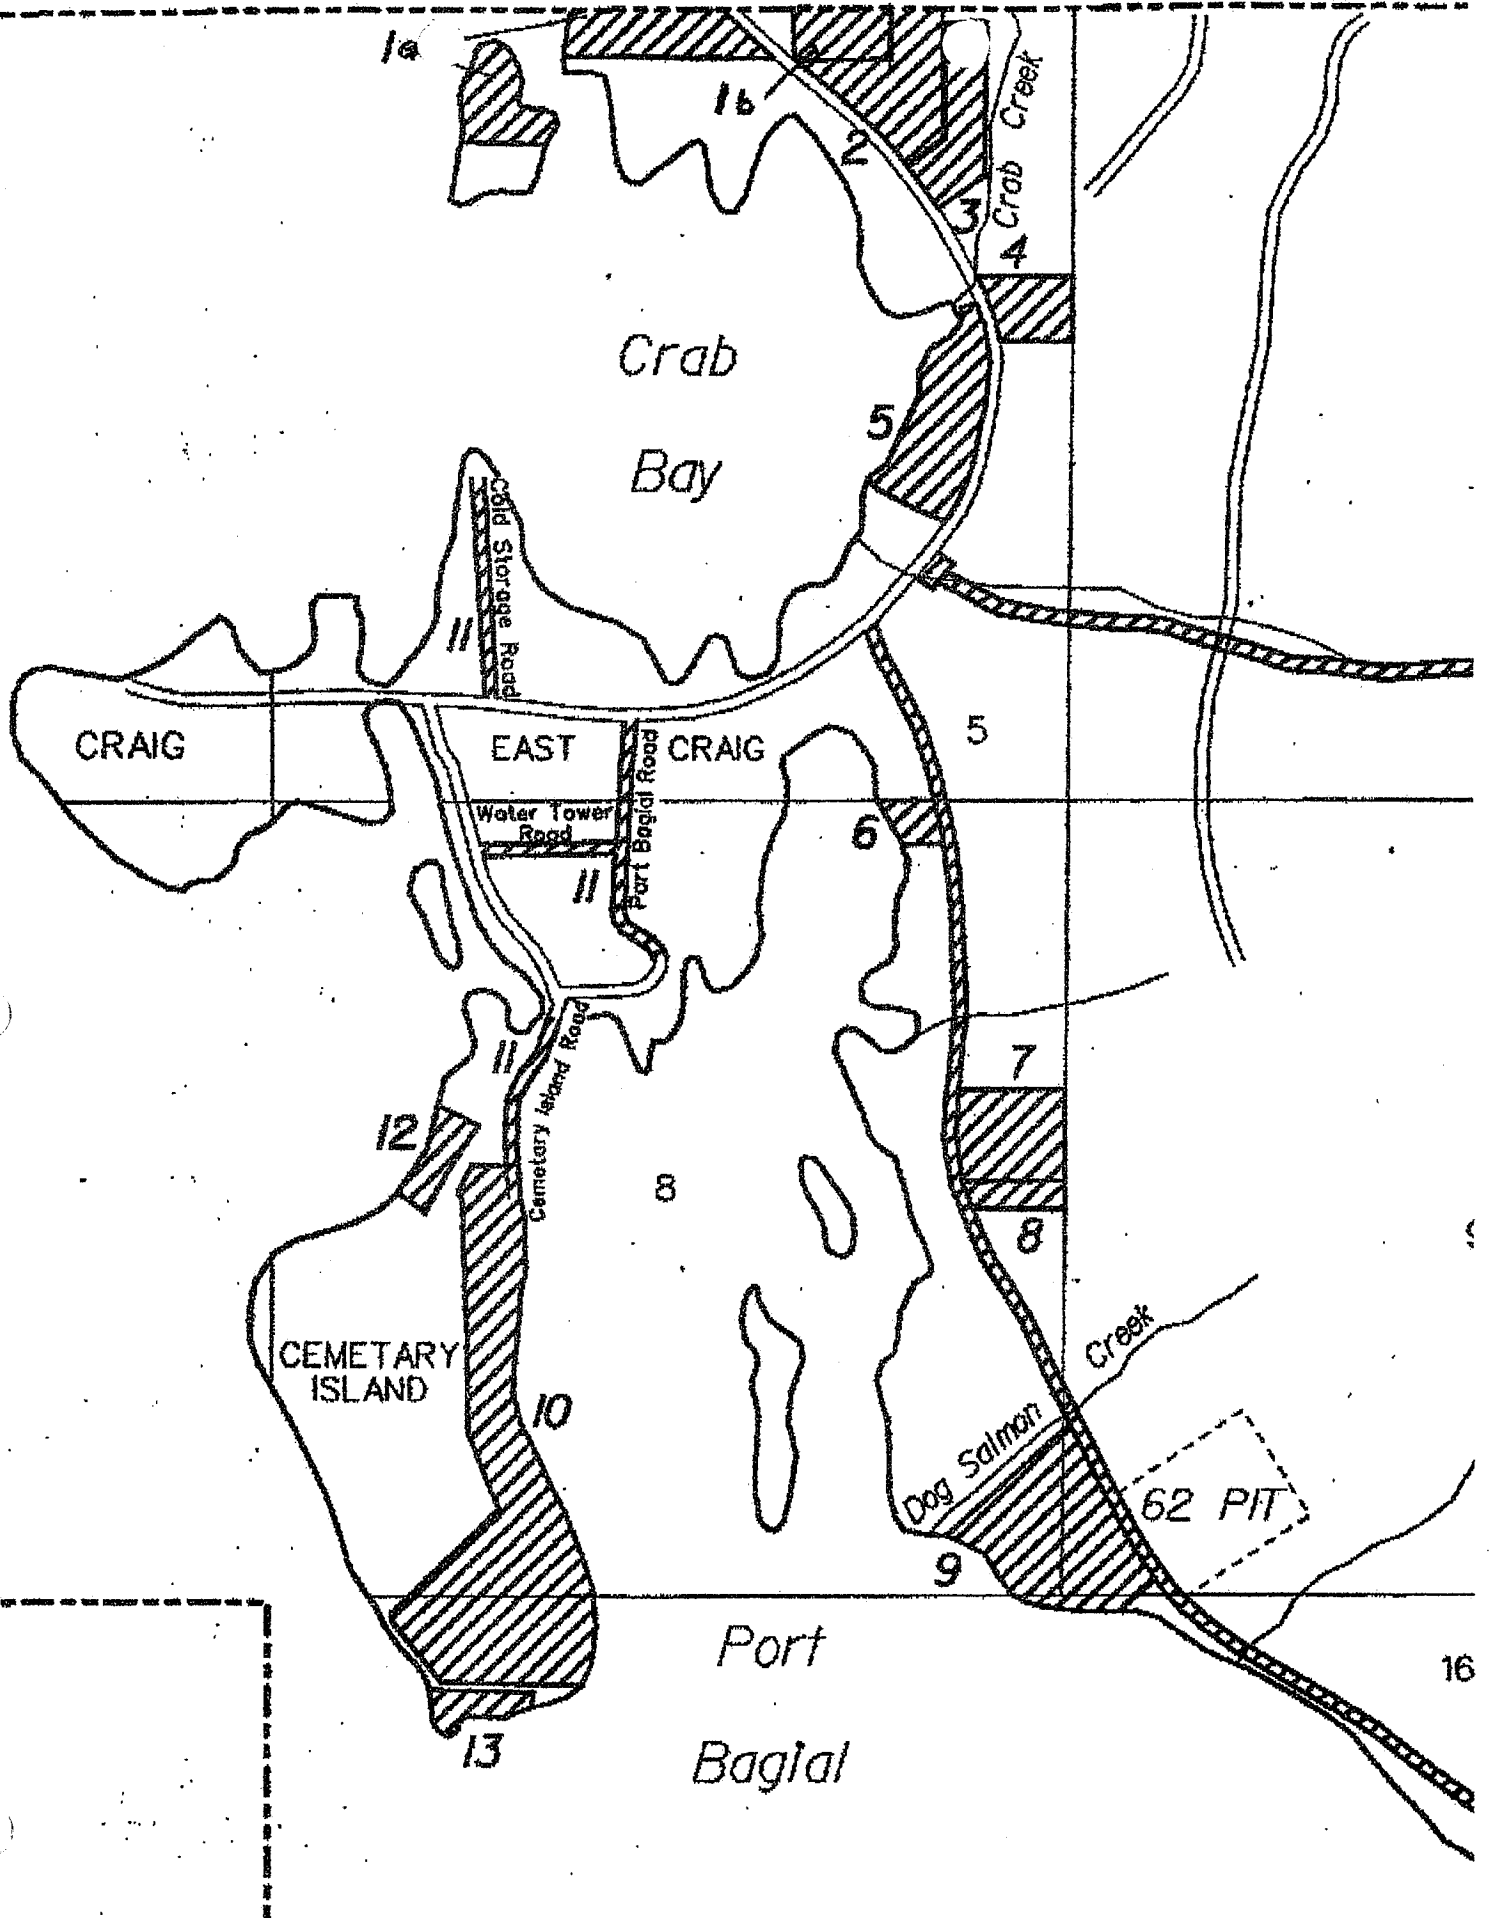 1a
1b
2
Crab Creek
3
4
Crab
5
Bay
Cold Storage Road
11
CRAIG
EAST
CRAIG
5
Port Bagial Road
Water Tower
Road
6
11
11
Cemetary Island Road
7
12
8
8
Creek
CEMETARY
ISLAND
10
Dog Salmon
62 PIT
9
Port
16
13
Bagial